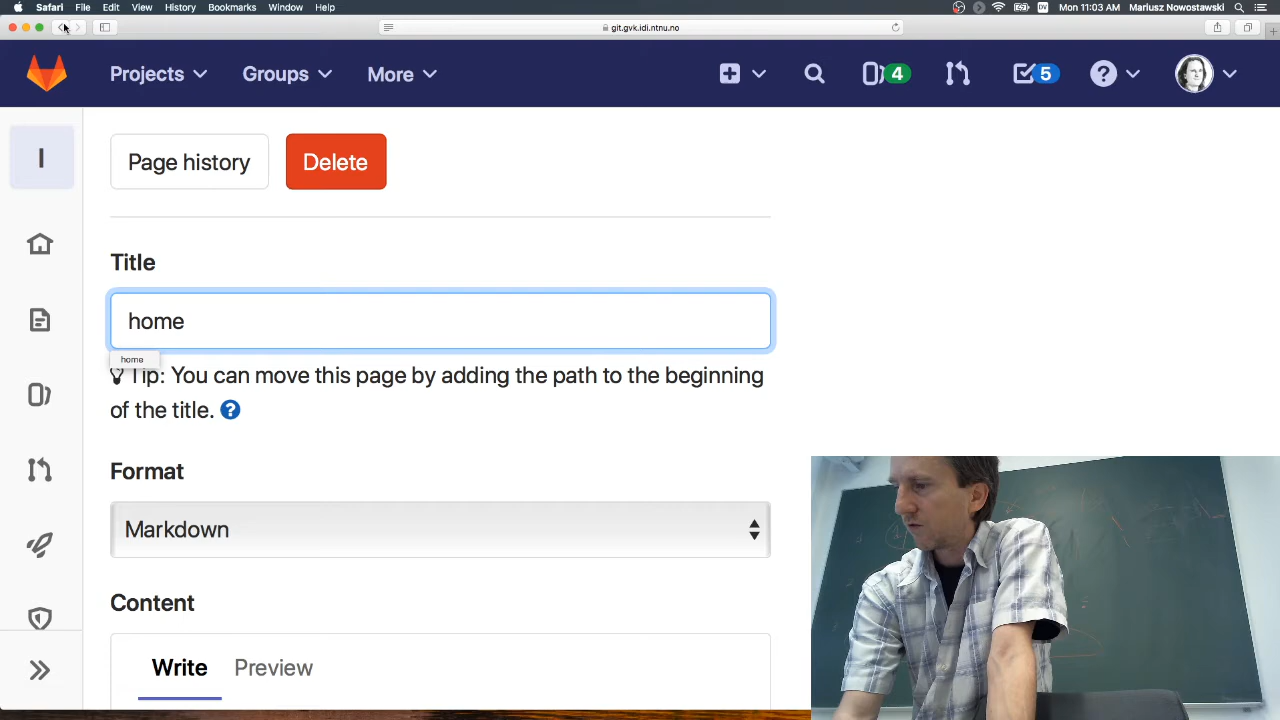 Safari File Edit View History Bookmarks Window Help DV Mon 11:03 AM Mariusz Nowostawski
git.gvk.idi.ntnu.no
Projects Groups More 4 5 ?
I
Page history Delete
Title
home
home
Tip: You can move this page by adding the path to the beginning
of the title. ?
Format
Markdown
Content
Write Preview